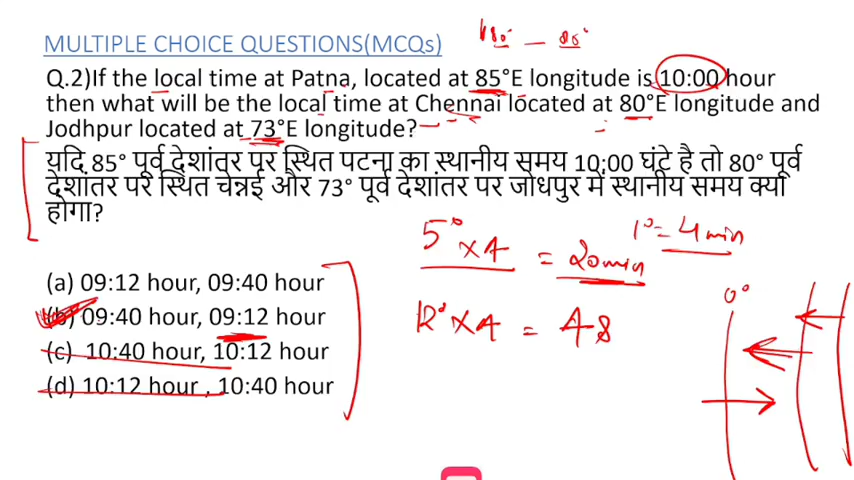 MULTIPLE CHOICE QUESTIONS(MCQs)
Q.2)If the local time at Patna, located at 85°E longitude is 10:00 hour
then what will be the local time at Chennai located at 80°E longitude and
Jodhpur located at 73°E longitude?
यदि 85° पूर्व देशांतर पर स्थित पटना का स्थानीय समय 10:00 घंटे है तो 80° पूर्व
देशांतर पर स्थित चेन्नई और 73° पूर्व देशांतर पर जोधपुर में स्थानीय समय क्या
होगा?
5° x 4 = 20 min
1° = 4 min
(a) 09:12 hour, 09:40 hour
(b) 09:40 hour, 09:12 hour
12° x 4 = 48
0°
(c) 10:40 hour, 10:12 hour
(d) 10:12 hour , 10:40 hour